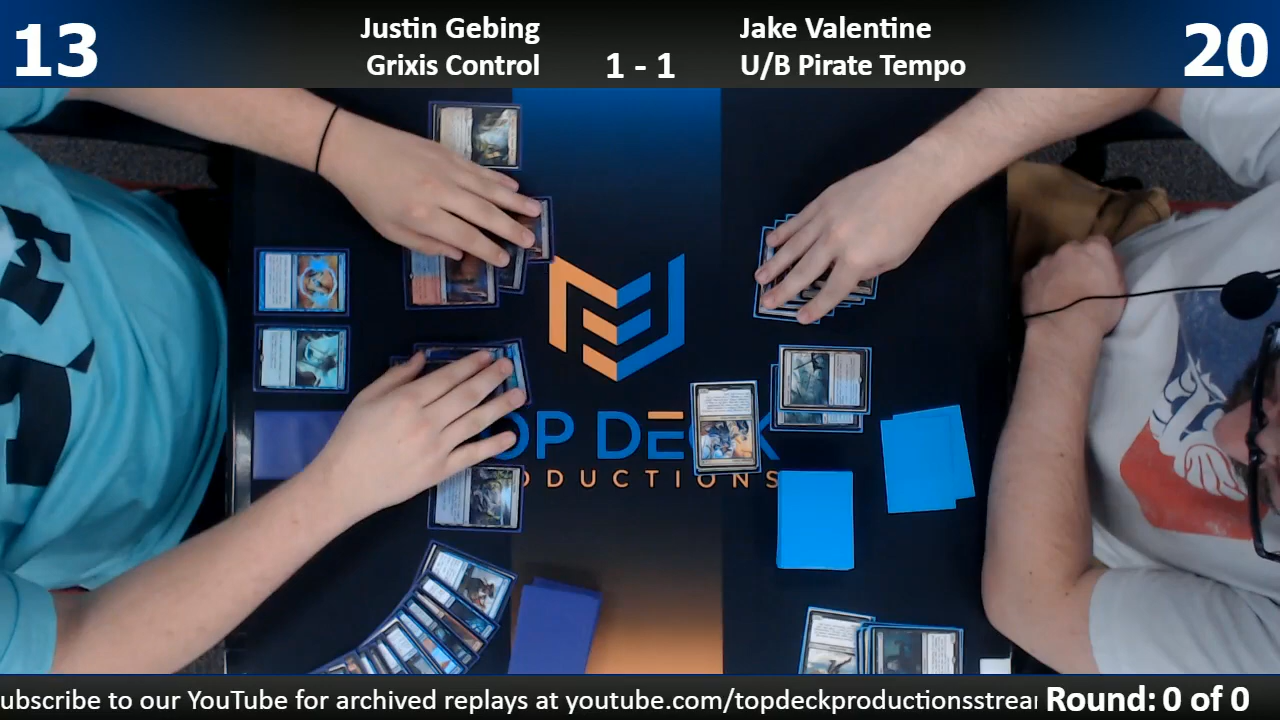 13
Justin Gebing
Grixis Control
1 - 1
Jake Valentine
U/B Pirate Tempo
20
OP DECK
ODUCTIONS
ubscribe to our YouTube for archived replays at youtube.com/topdeckproductionsstrea
Round: 0 of 0